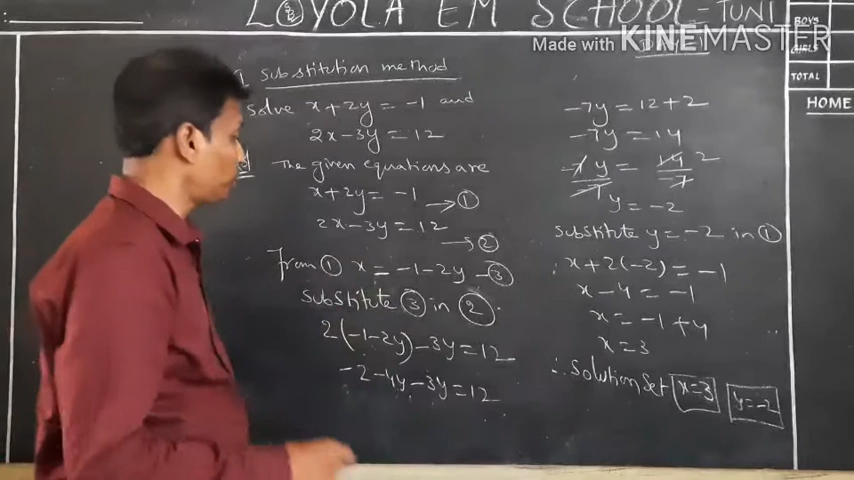 LOYOLA EM SCHOOL - TUNI
Made with KINEMASTER
BOYS
GIRLS
TOTAL
HOME
substitution method
Solve x+2y = -1 and
2x-3y = 12
The given equations are
x+2y = -1 → ①
2x-3y = 12 → ②
From ① x = -1-2y - ③
Substitute ③ in ②.
2(-1-2y)-3y=12
-2-4y-3y=12
-7y = 12+2
-7y = 14
-7y/-7 = 14/-7 2
y = -2
substitute y = -2 in ①
x+2(-2) = -1
x-4 = -1
x = -1+4
x = 3
∴ Solution set x=3 y=-2